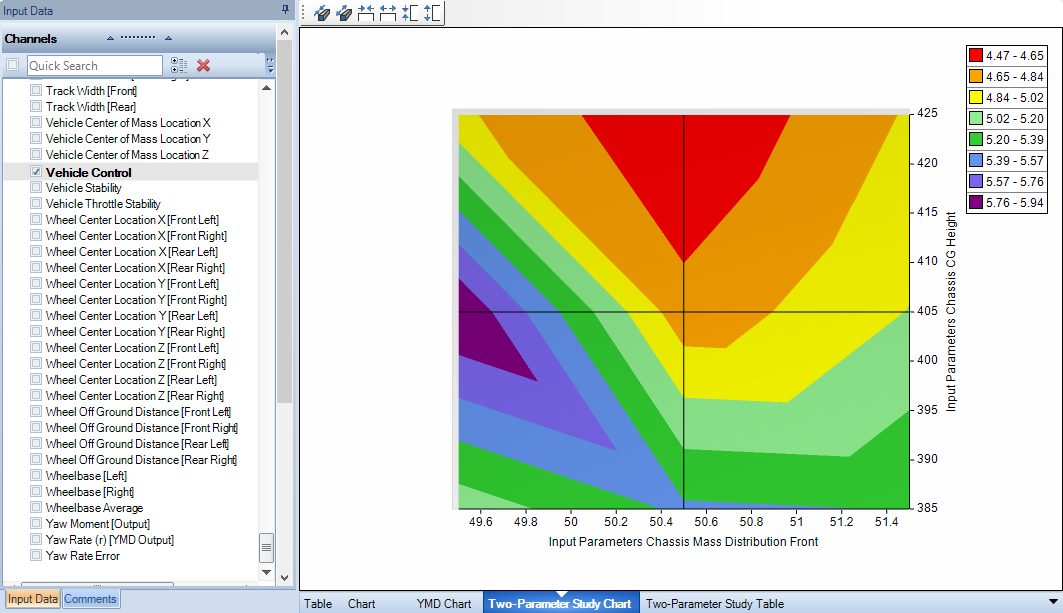 Input Data
Channels
Quick Search
Track Width [Front]
Track Width [Rear]
Vehicle Center of Mass Location X
Vehicle Center of Mass Location Y
Vehicle Center of Mass Location Z
Vehicle Control
Vehicle Stability
Vehicle Throttle Stability
Wheel Center Location X [Front Left]
Wheel Center Location X [Front Right]
Wheel Center Location X [Rear Left]
Wheel Center Location X [Rear Right]
Wheel Center Location Y [Front Left]
Wheel Center Location Y [Front Right]
Wheel Center Location Y [Rear Left]
Wheel Center Location Y [Rear Right]
Wheel Center Location Z [Front Left]
Wheel Center Location Z [Front Right]
Wheel Center Location Z [Rear Left]
Wheel Center Location Z [Rear Right]
Wheel Off Ground Distance [Front Left]
Wheel Off Ground Distance [Front Right]
Wheel Off Ground Distance [Rear Left]
Wheel Off Ground Distance [Rear Right]
Wheelbase [Left]
Wheelbase [Right]
Wheelbase Average
Yaw Moment [Output]
Yaw Rate (r) [YMD Output]
Yaw Rate Error
Input Data Comments
4.47 - 4.65
4.65 - 4.84
4.84 - 5.02
5.02 - 5.20
5.20 - 5.39
5.39 - 5.57
5.57 - 5.76
5.76 - 5.94
425
420
415
410
405
400
395
390
385
Input Parameters Chassis CG Height
49.6 49.8 50 50.2 50.4 50.6 50.8 51 51.2 51.4
Input Parameters Chassis Mass Distribution Front
Table Chart YMD Chart Two-Parameter Study Chart Two-Parameter Study Table